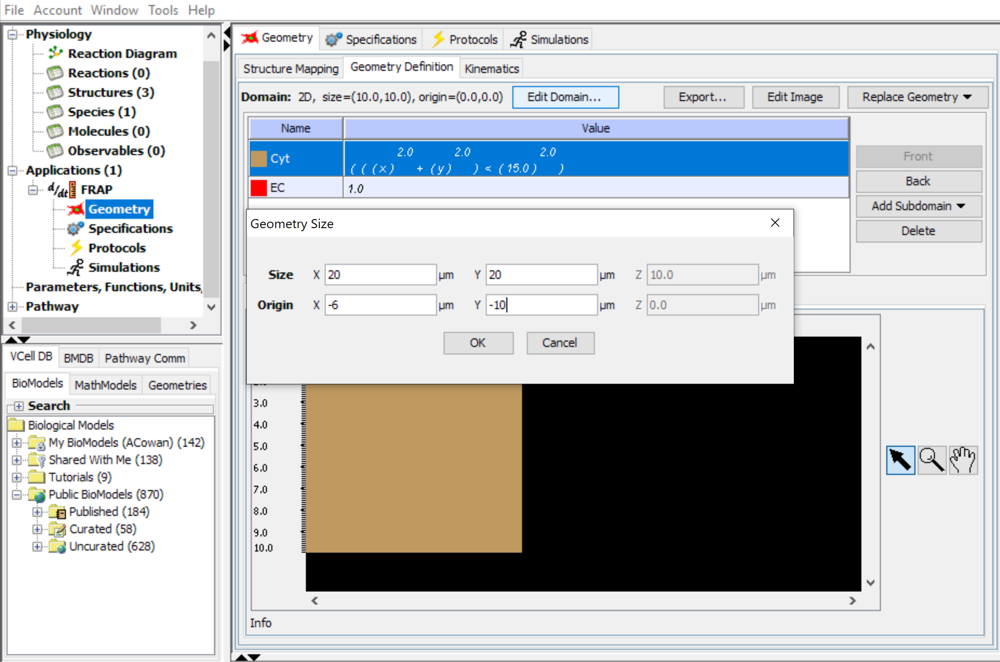 File Account Window Tools Help
Physiology
Reaction Diagram
Reactions (0)
Structures (3)
Species (1)
Molecules (0)
Observables (0)
Applications (1)
d/dt FRAP
Geometry
Specifications
Protocols
Simulations
Parameters, Functions, Units,
Pathway
VCell DB BMDB Pathway Comm
BioModels MathModels Geometries
Search
Biological Models
My BioModels (ACowan) (142)
Shared With Me (138)
Tutorials (9)
Public BioModels (870)
Published (184)
Curated (58)
Uncurated (628)
Geometry Specifications Protocols Simulations
Structure Mapping Geometry Definition Kinematics
Domain: 2D, size=(10.0,10.0), origin=(0.0,0.0) Edit Domain... Export... Edit Image Replace Geometry
Name Value
2.0 2.0 2.0
Cyt ( ( (x) + (y) ) < (15.0) )
EC 1.0
Front
Back
Add Subdomain
Delete
Geometry Size
Size X 20 µm Y 20 µm Z 10.0 µm
Origin X -6 µm Y -10 µm Z 0.0 µm
OK Cancel
3.0
4.0
5.0
6.0
7.0
8.0
9.0
10.0
Info